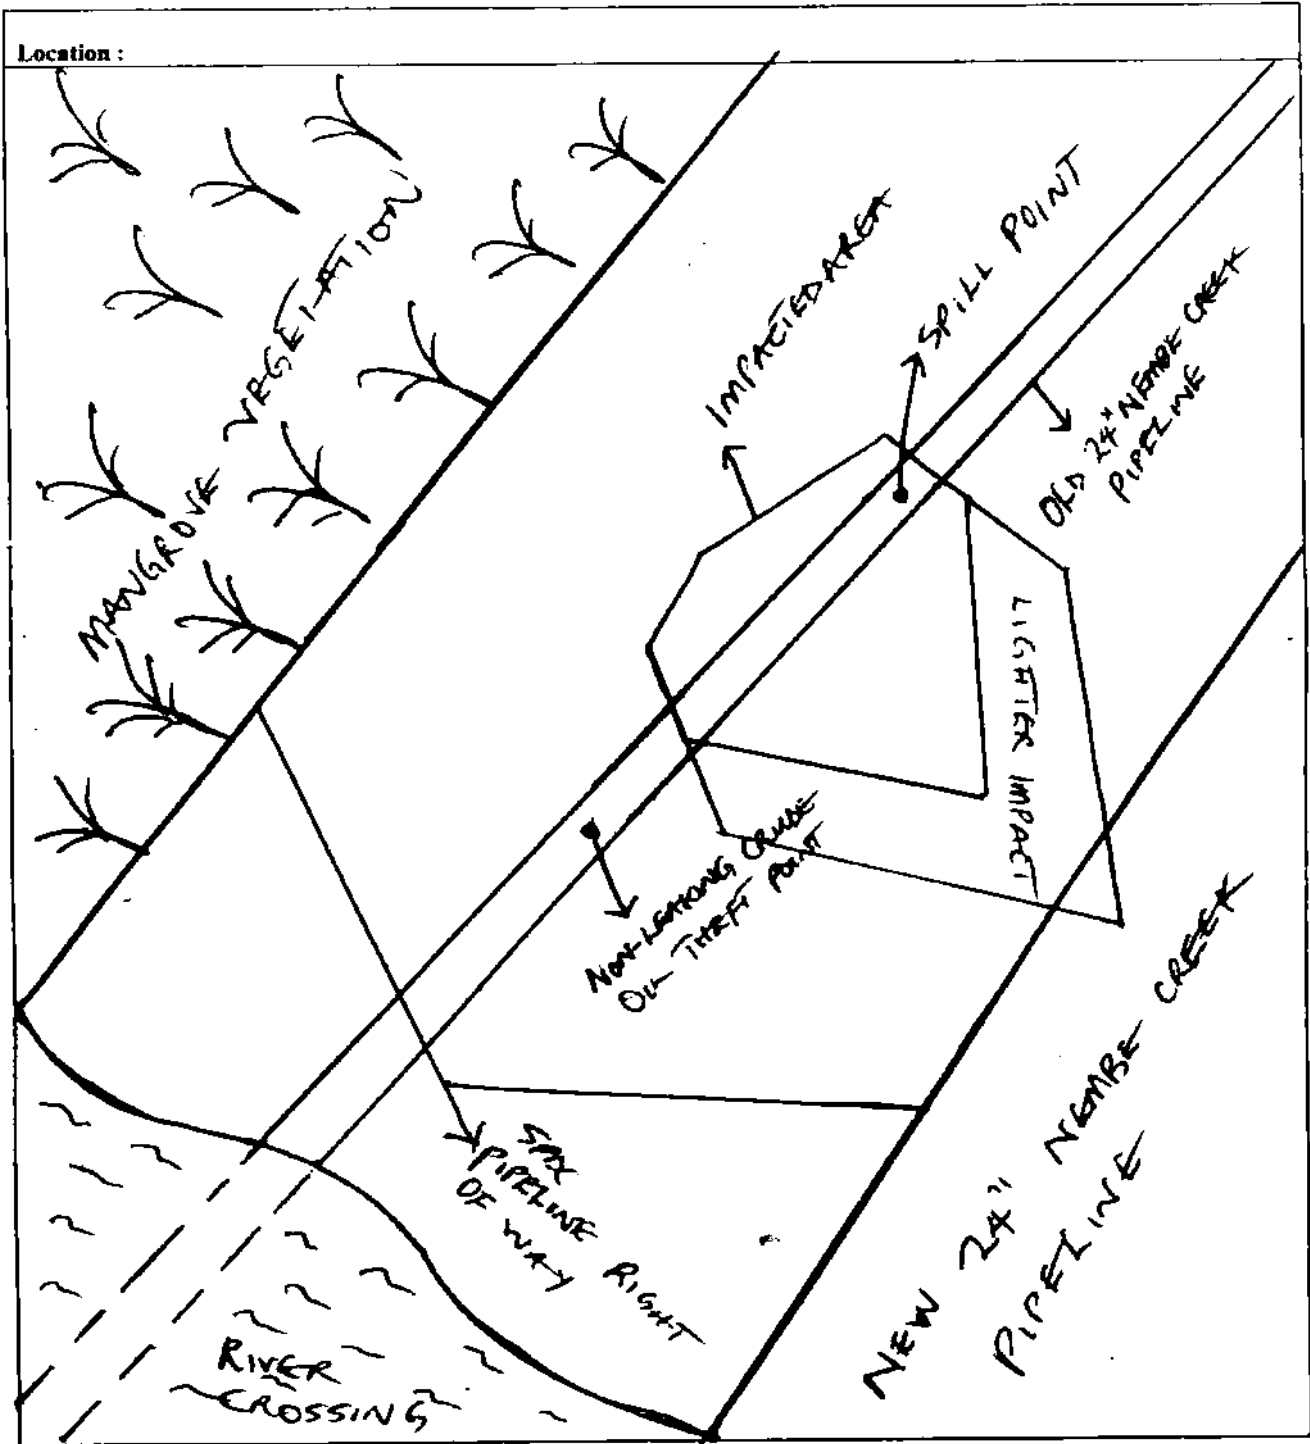 Location :
MANGROVE VEGETATION
IMPACTED AREA
SPILL POINT
OLD 24" NEMBE CREEK
PIPELINE
LIGHTER IMPACT
NON-LEAKING CRUDE
OIL THEFT POINT
PIPELINE RIGHT
OF WAY
NEW 24" NEMBE CREEK
PIPELINE
RIVER
CROSSING